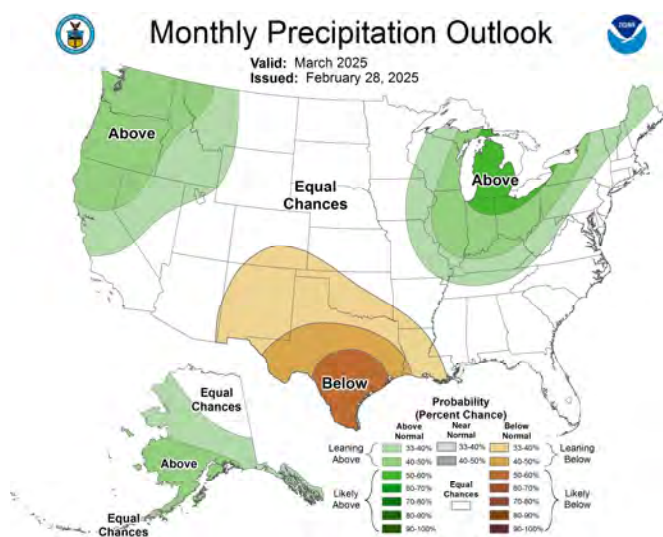 Monthly Precipitation Outlook
NOAA
Valid: March 2025
Issued: February 28, 2025
Above
Above
Equal
Chances
Below
Equal
Chances
Above
Equal
Chances
Probability
(Percent Chance)
Above
Normal
Near
Normal
Below
Normal
Leaning
Above
33-40%
40-50%
33-40%
40-50%
33-40%
40-50%
Leaning
Below
Likely
Above
50-60%
60-70%
70-80%
80-90%
90-100%
Equal
Chances
50-60%
60-70%
70-80%
80-90%
90-100%
Likely
Below